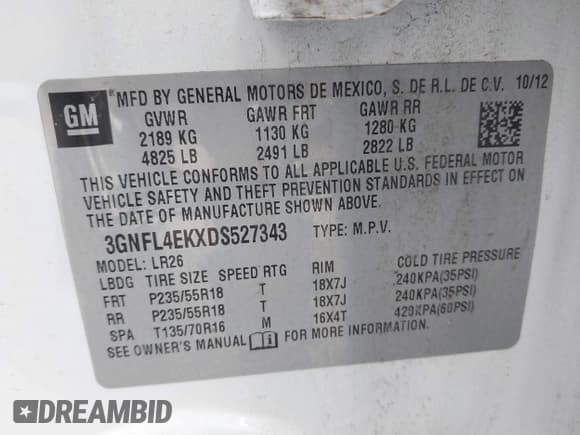 GM
MFD BY GENERAL MOTORS DE MEXICO, S. DE R.L. DE C.V. 10/12
GVWR GAWR FRT GAWR RR
2189 KG 1130 KG 1280 KG
4825 LB 2491 LB 2822 LB
THIS VEHICLE CONFORMS TO ALL APPLICABLE U.S. FEDERAL MOTOR
VEHICLE SAFETY AND THEFT PREVENTION STANDARDS IN EFFECT ON
THE DATE OF MANUFACTURE SHOWN ABOVE.
3GNFL4EKXDS527343 TYPE: M.P.V.
MODEL: LR26
LBDG TIRE SIZE SPEED RTG RIM COLD TIRE PRESSURE
FRT P235/55R18 T 18X7J 240KPA(35PSI)
RR P235/55R18 T 18X7J 240KPA(35PSI)
SPA T135/70R16 M 16X4T 420KPA(60PSI)
SEE OWNER'S MANUAL i FOR MORE INFORMATION.
DREAMBID